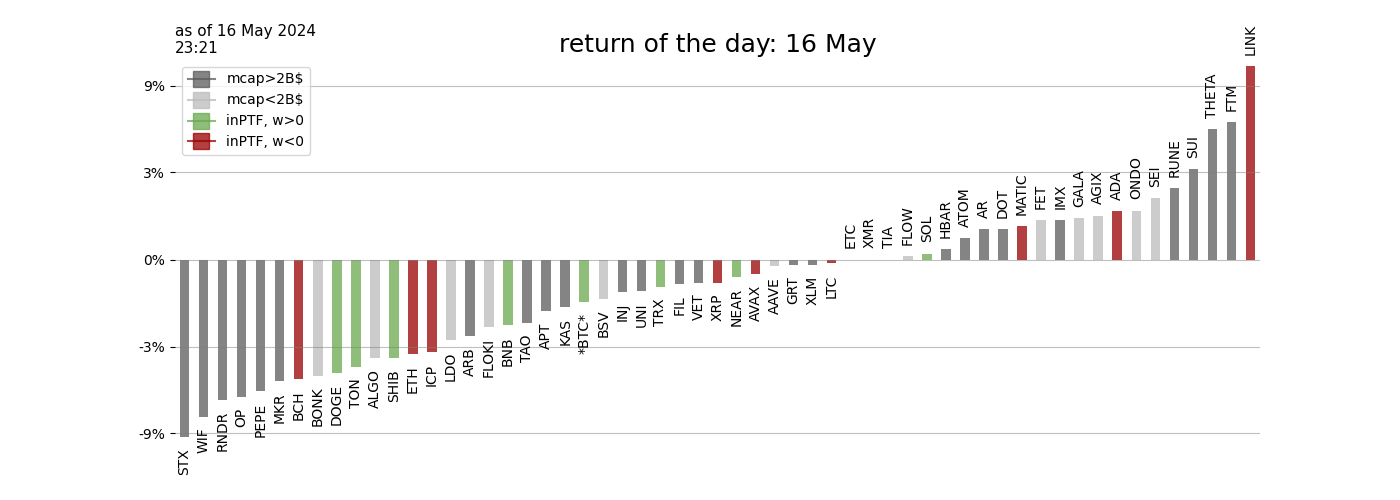 as of 16 May 2024
23:21
return of the day: 16 May
mcap>2B$
mcap<2B$
inPTF, w>0
inPTF, w<0
9%
3%
0%
-3%
-9%
STX
WIF
RNDR
OP
PEPE
MKR
BCH
BONK
DOGE
TON
ALGO
SHIB
ETH
ICP
LDO
ARB
FLOKI
BNB
TAO
APT
KAS
*BTC*
BSV
INJ
UNI
TRX
FIL
VET
XRP
NEAR
AVAX
AAVE
GRT
XLM
LTC
ETC
XMR
TIA
FLOW
SOL
HBAR
ATOM
AR
DOT
MATIC
FET
IMX
GALA
AGIX
ADA
ONDO
SEI
RUNE
SUI
THETA
FTM
LINK